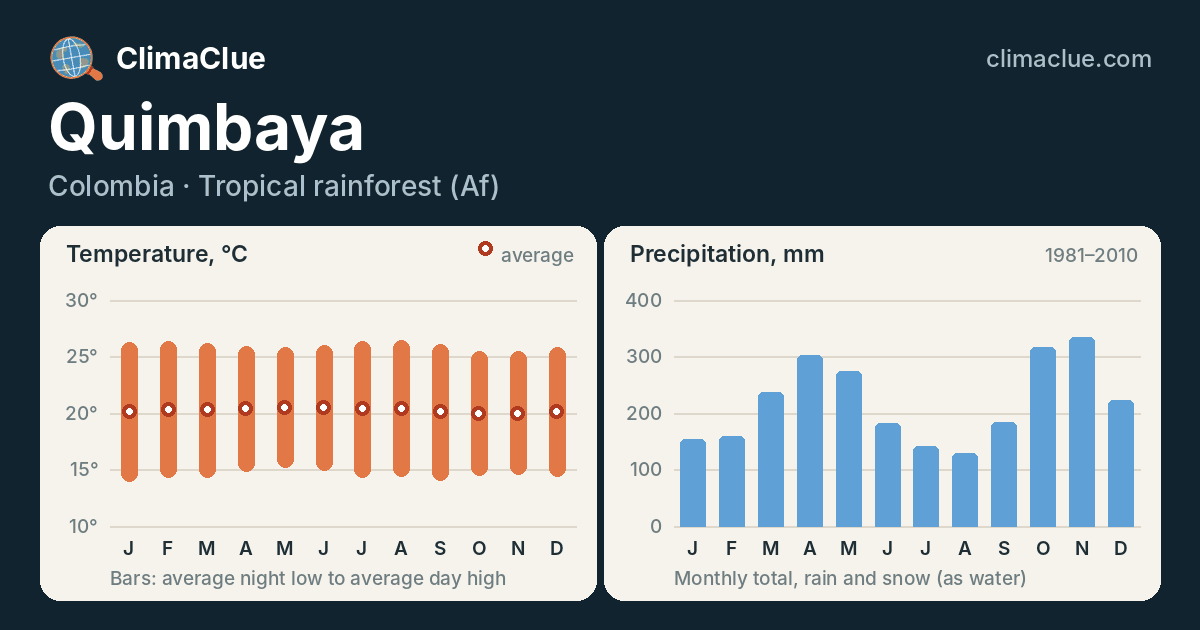 ClimaClue
climaclue.com
Quimbaya
Colombia · Tropical rainforest (Af)
Temperature, °C
average
30°
25°
20°
15°
10°
J F M A M J J A S O N D
Bars: average night low to average day high
Precipitation, mm
1981–2010
400
300
200
100
0
J F M A M J J A S O N D
Monthly total, rain and snow (as water)